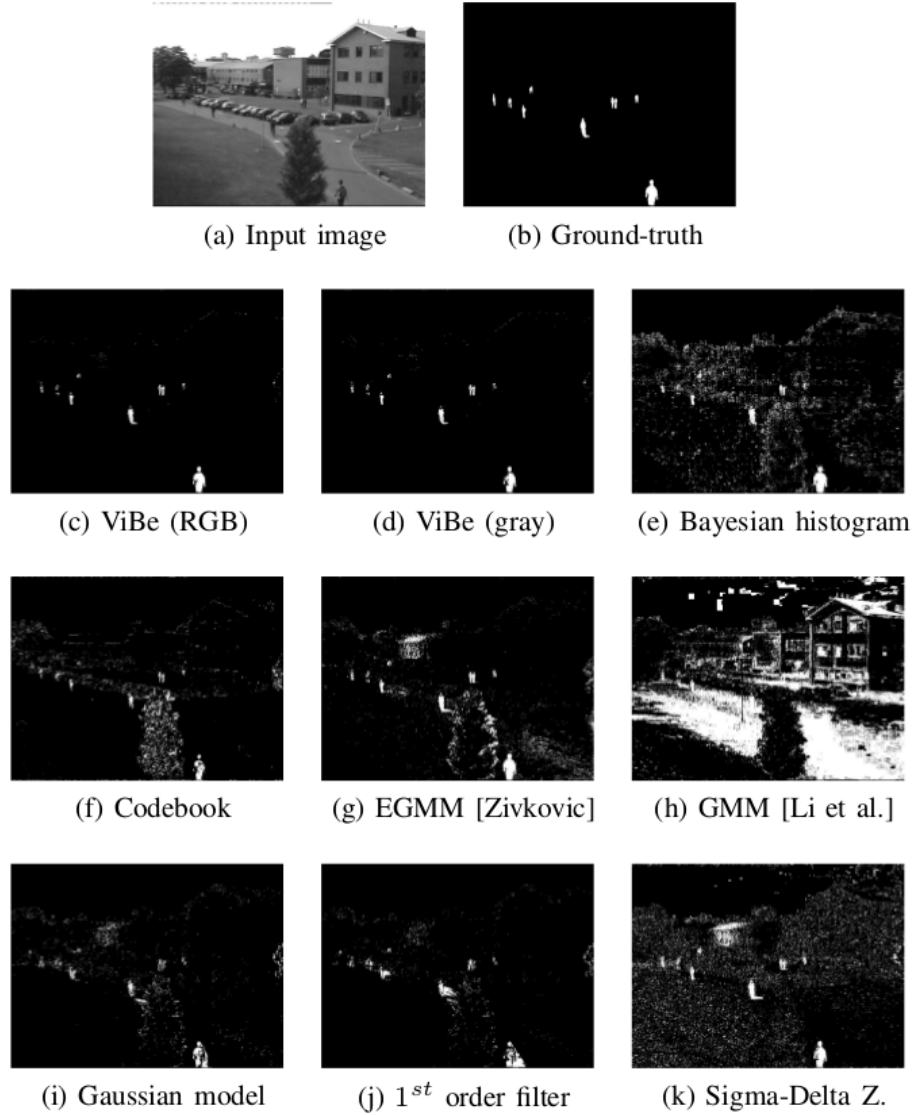 (a) Input image
(b) Ground-truth
(c) ViBe (RGB)
(d) ViBe (gray)
(e) Bayesian histogram
(f) Codebook
(g) EGMM [Zivkovic]
(h) GMM [Li et al.]
(i) Gaussian model
(j) 1st order filter
(k) Sigma-Delta Z.